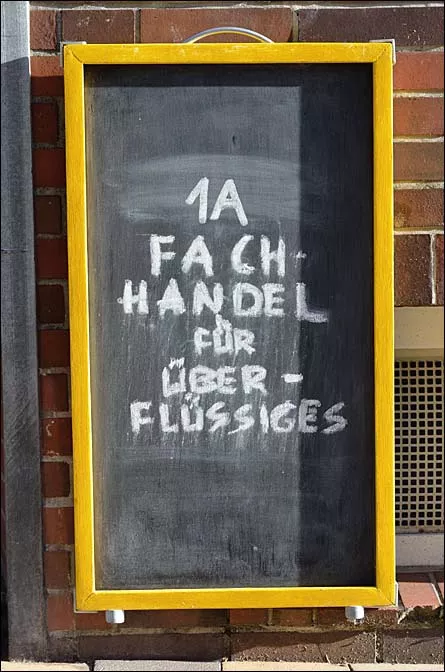 1A
FACH-
HANDEL
FÜR
ÜBER-
FLÜSSIGES